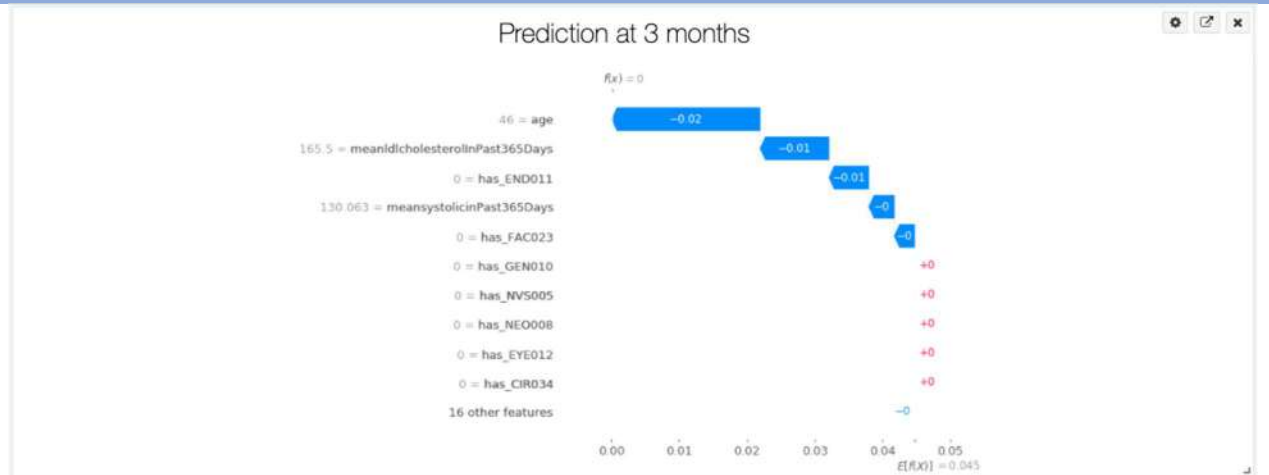 Prediction at 3 months
f(x) = 0
46 = age
−0.02
165.5 = meanldlcholesterolInPast365Days
−0.01
0 = has_END011
−0.01
130.063 = meansystolicinPast365Days
−0
0 = has_FAC023
−0
0 = has_GEN010
+0
0 = has_NVS005
+0
0 = has_NEO008
+0
0 = has_EYE012
+0
0 = has_CIR034
+0
16 other features
−0
0.00 0.01 0.02 0.03 0.04 0.05
E[f(X)] = 0.045